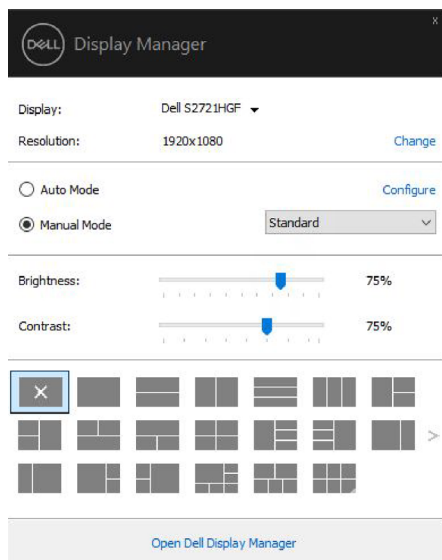 X
DELL Display Manager
Display: Dell S2721HGF
Resolution: 1920x1080 Change
Auto Mode Configure
Manual Mode Standard
Brightness: 75%
Contrast: 75%
Open Dell Display Manager